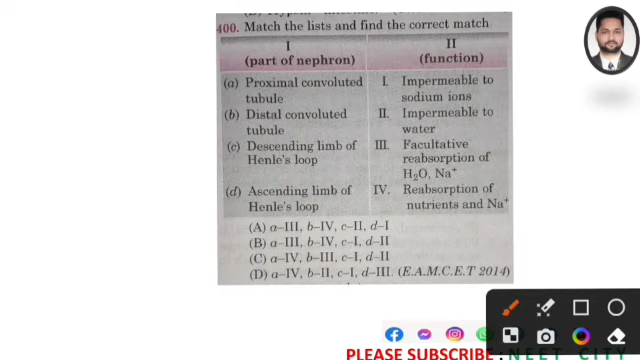 400. Match the lists and find the correct match
I II
(part of nephron) (function)
(a) Proximal convoluted I. Impermeable to
tubule sodium ions
(b) Distal convoluted II. Impermeable to
tubule water
(c) Descending limb of III. Facultative
Henle's loop reabsorption of
H₂O, Na⁺
(d) Ascending limb of IV. Reabsorption of
Henle's loop nutrients and Na⁺
(A) a–III, b–IV, c–II, d–I
(B) a–III, b–IV, c–I, d–II
(C) a–IV, b–III, c–I, d–II
(D) a–IV, b–II, c–I, d–III. (E.A.M.C.E.T 2014)
PLEASE SUBSCRIBE : NEET CITY